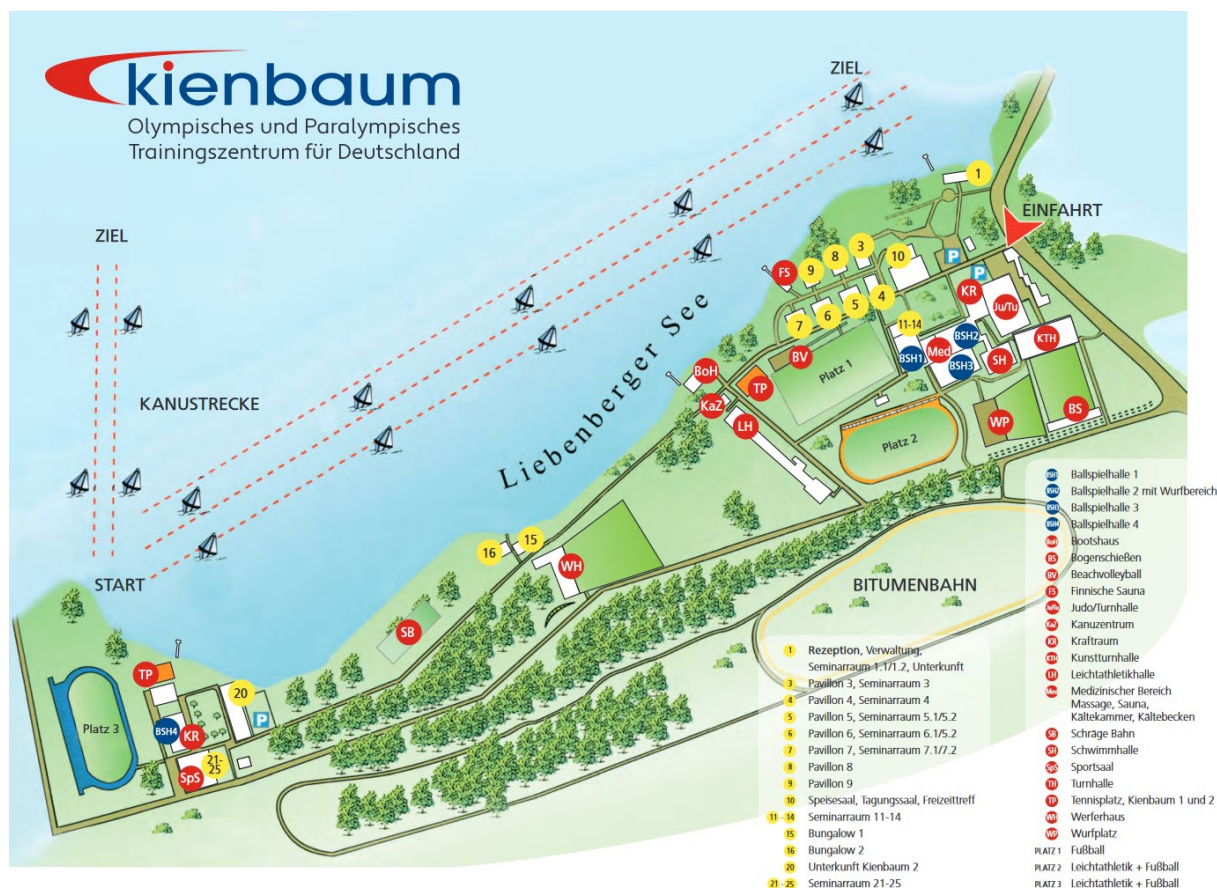 kienbaum
Olympisches und Paralympisches
Trainingszentrum für Deutschland
ZIEL
ZIEL
EINFAHRT
KANUSTRECKE
START
Liebenberger See
BITUMENBAHN
1
3
8
9
10
FS
P
P
KR
Ju/Tu
4
5
6
7
11-14
BSH2
KTH
BSH1
Med
BSH3
SH
BV
Platz 1
BoH
TP
KaZ
LH
Platz 2
WP
BS
15
16
WH
SB
TP
20
P
Platz 3
BSH4
KR
21-
25
SpS
1 Rezeption, Verwaltung,
Seminarraum 1.1/1.2, Unterkunft
3 Pavillon 3, Seminarraum 3
4 Pavillon 4, Seminarraum 4
5 Pavillon 5, Seminarraum 5.1/5.2
6 Pavillon 6, Seminarraum 6.1/5.2
7 Pavillon 7, Seminarraum 7.1/7.2
8 Pavillon 8
9 Pavillon 9
10 Speisesaal, Tagungssaal, Freizeittreff
11 - 14 Seminarraum 11-14
15 Bungalow 1
16 Bungalow 2
20 Unterkunft Kienbaum 2
21 - 25 Seminarraum 21-25
BSH1 Ballspielhalle 1
BSH2 Ballspielhalle 2 mit Wurfbereich
BSH3 Ballspielhalle 3
BSH4 Ballspielhalle 4
BoH Bootshaus
BS Bogenschießen
BV Beachvolleyball
FS Finnische Sauna
Ju/Tu Judo/Turnhalle
KaZ Kanuzentrum
KR Kraftraum
KTH Kunstturnhalle
LH Leichtathletikhalle
Med Medizinischer Bereich
Massage, Sauna,
Kältekammer, Kältebecken
SB Schräge Bahn
SH Schwimmhalle
SpS Sportsaal
TH Turnhalle
TP Tennisplatz, Kienbaum 1 und 2
WH Werferhaus
WP Wurfplatz
PLATZ 1 Fußball
PLATZ 2 Leichtathletik + Fußball
PLATZ 3 Leichtathletik + Fußball